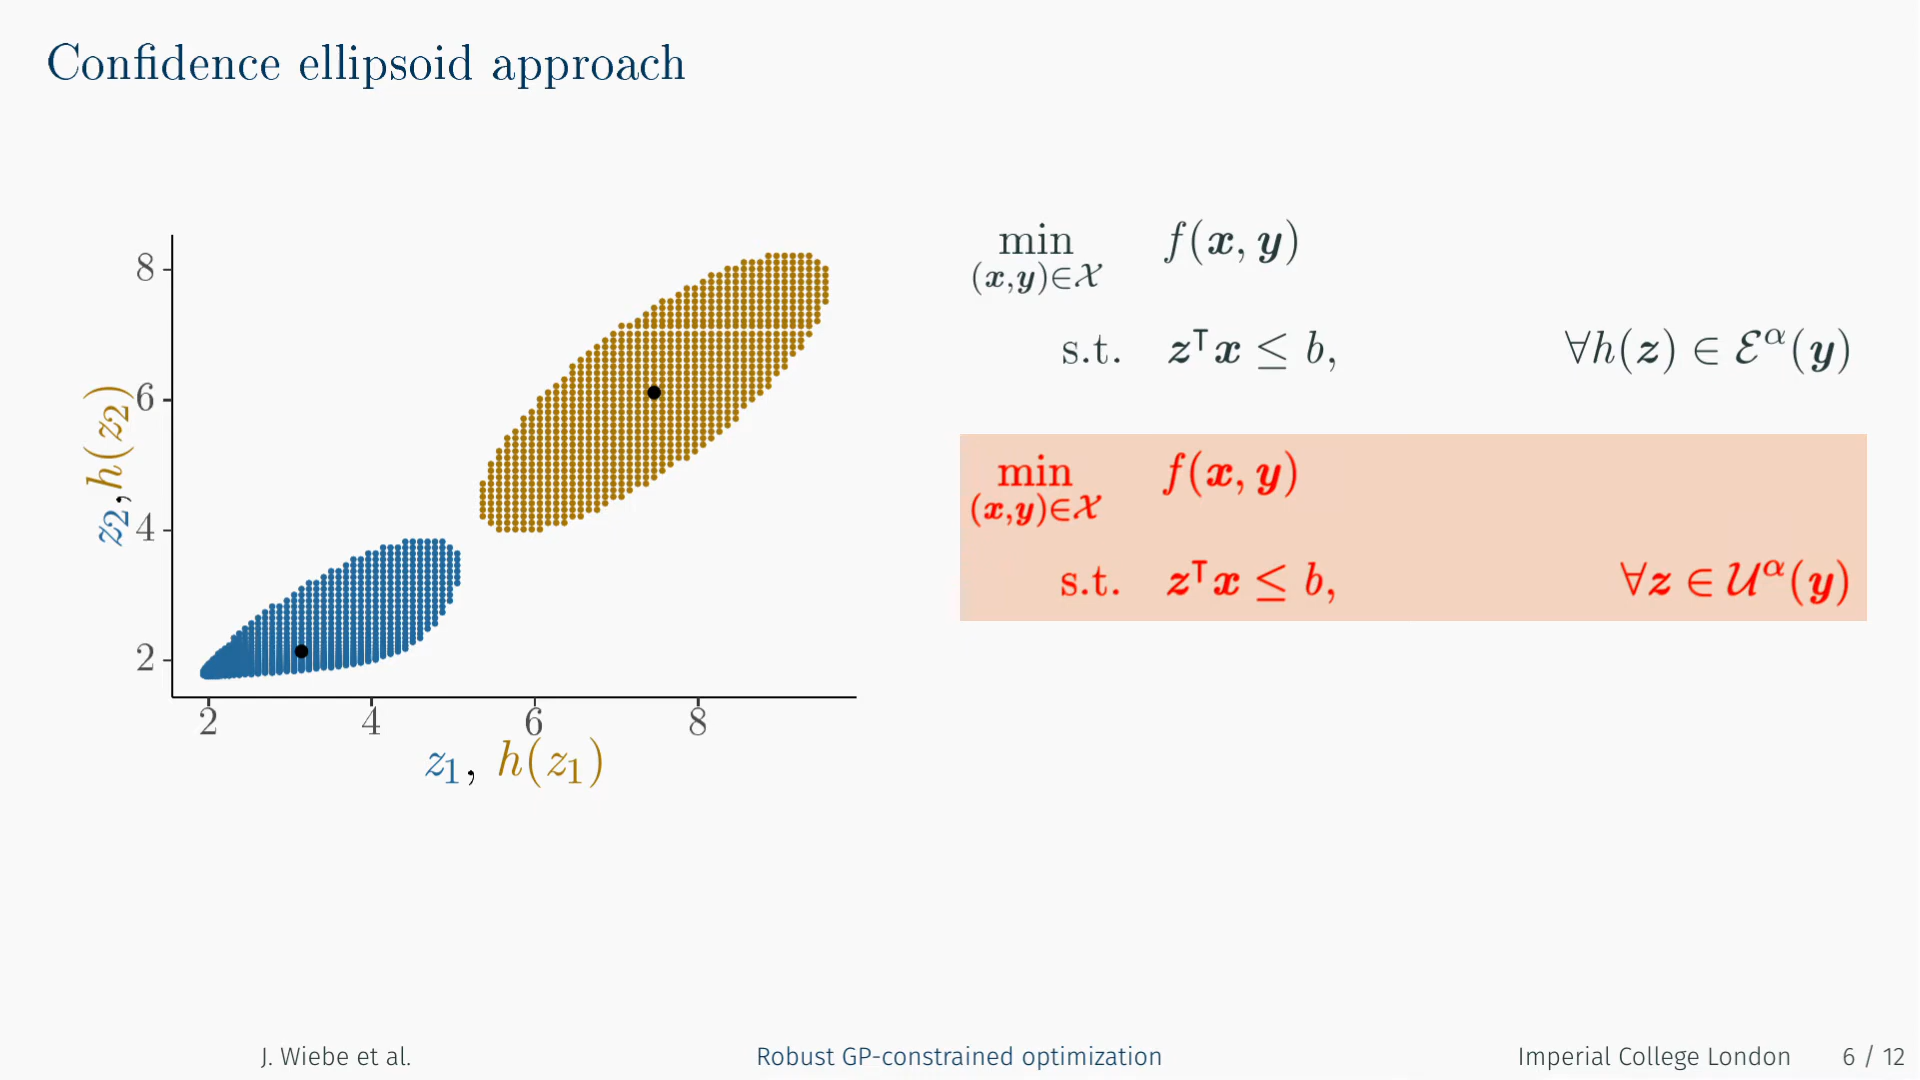 Confidence ellipsoid approach
8
6
4
2
z₂, h(z₂)
2 4 6 8
z₁, h(z₁)
min f(𝒙, 𝒚)
(𝒙,𝒚)∈𝒳
s.t. 𝒛ᵀ𝒙 ≤ b, ∀h(𝒛) ∈ ℰ^α(𝒚)
min f(𝒙, 𝒚)
(𝒙,𝒚)∈𝒳
s.t. 𝒛ᵀ𝒙 ≤ b, ∀𝒛 ∈ 𝒰^α(𝒚)
J. Wiebe et al. Robust GP-constrained optimization Imperial College London 6 / 12